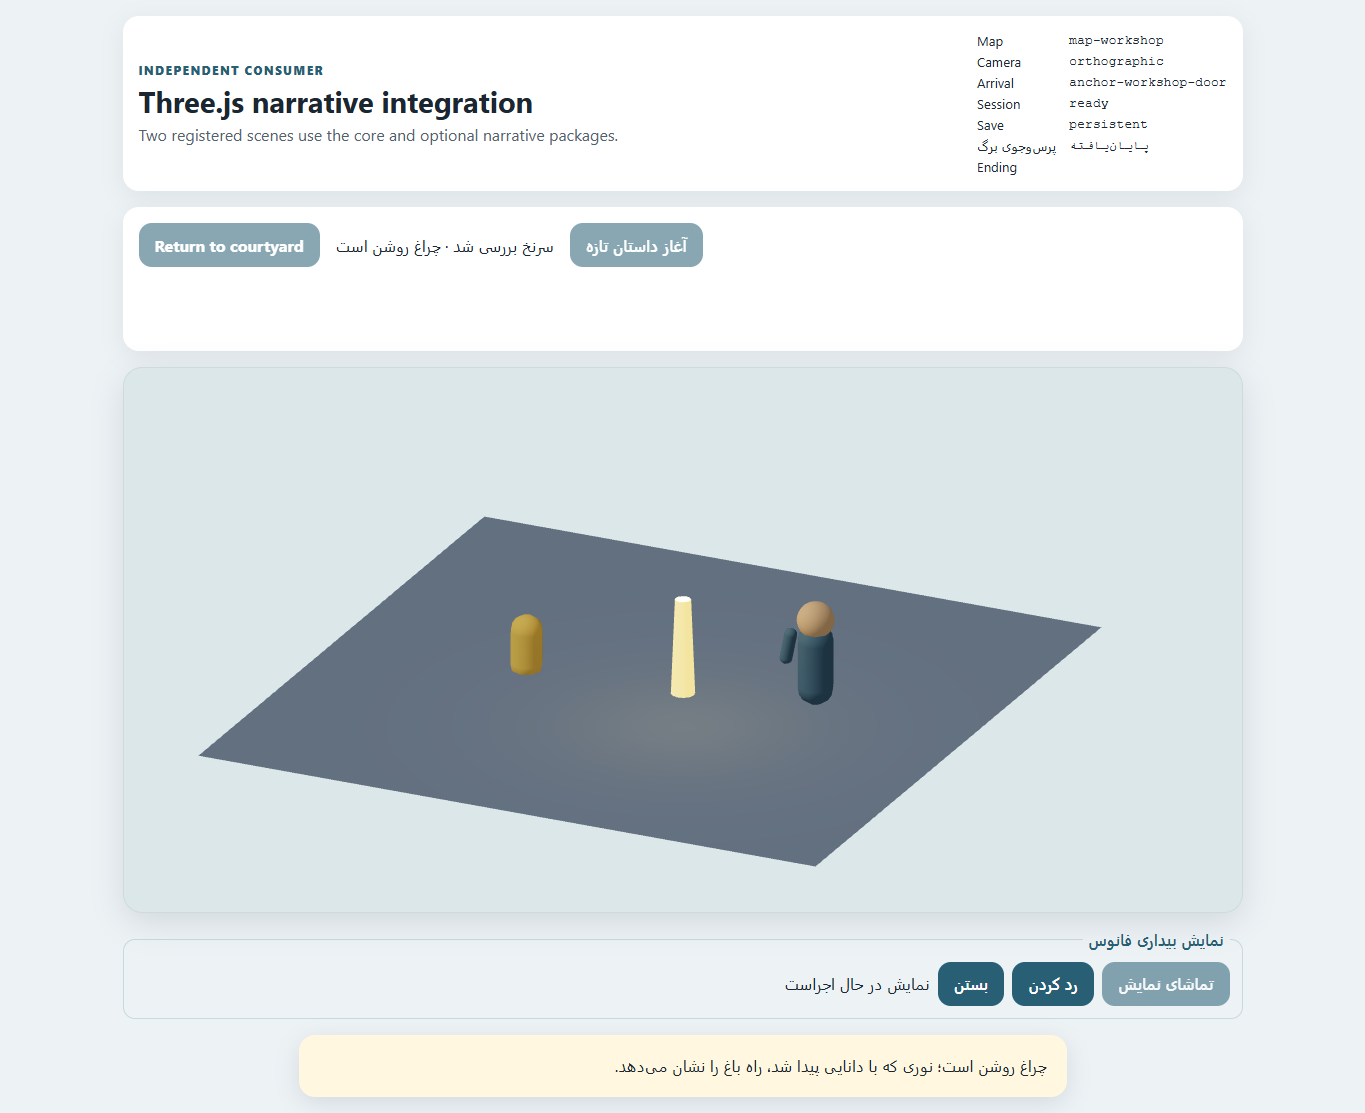 INDEPENDENT CONSUMER
Three.js narrative integration
Two registered scenes use the core and optional narrative packages.
Map map-workshop
Camera orthographic
Arrival anchor-workshop-door
Session ready
Save persistent
پرس‌وجوی برگ پایان‌یافته
Ending
Return to courtyard
سرنخ بررسی شد · چراغ روشن است
آغاز داستان تازه
نمایش بیداری فانوس
تماشای نمایش
رد کردن
بستن
نمایش در حال اجراست
چراغ روشن است؛ نوری که با دانایی پیدا شد، راه باغ را نشان می‌دهد.